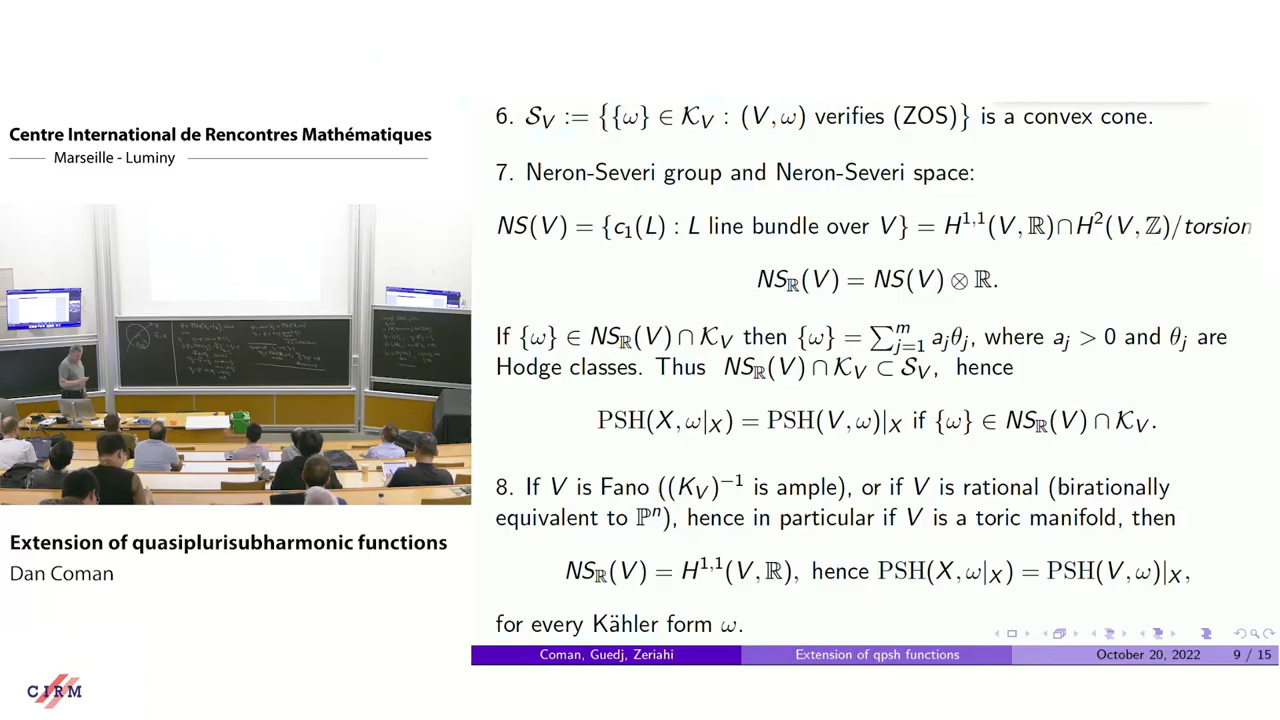 Centre International de Rencontres Mathématiques
Marseille - Luminy
Extension of quasiplurisubharmonic functions
Dan Coman
CIRM
6. 𝒮_V := {{ω} ∈ 𝒦_V : (V, ω) verifies (ZOS)} is a convex cone.
7. Neron-Severi group and Neron-Severi space:
NS(V) = {c₁(L) : L line bundle over V} = H^{1,1}(V, ℝ)∩H²(V, ℤ)/torsion
NS_ℝ(V) = NS(V) ⊗ ℝ.
If {ω} ∈ NS_ℝ(V) ∩ 𝒦_V then {ω} = ∑_{j=1}^m a_jθ_j, where a_j > 0 and θ_j are
Hodge classes. Thus NS_ℝ(V) ∩ 𝒦_V ⊂ 𝒮_V, hence
PSH(X, ω|_X) = PSH(V, ω)|_X if {ω} ∈ NS_ℝ(V) ∩ 𝒦_V.
8. If V is Fano ((K_V)^{-1} is ample), or if V is rational (birationally
equivalent to ℙⁿ), hence in particular if V is a toric manifold, then
NS_ℝ(V) = H^{1,1}(V, ℝ), hence PSH(X, ω|_X) = PSH(V, ω)|_X,
for every Kähler form ω.
Coman, Guedj, Zeriahi
Extension of qpsh functions
October 20, 2022
9 / 15